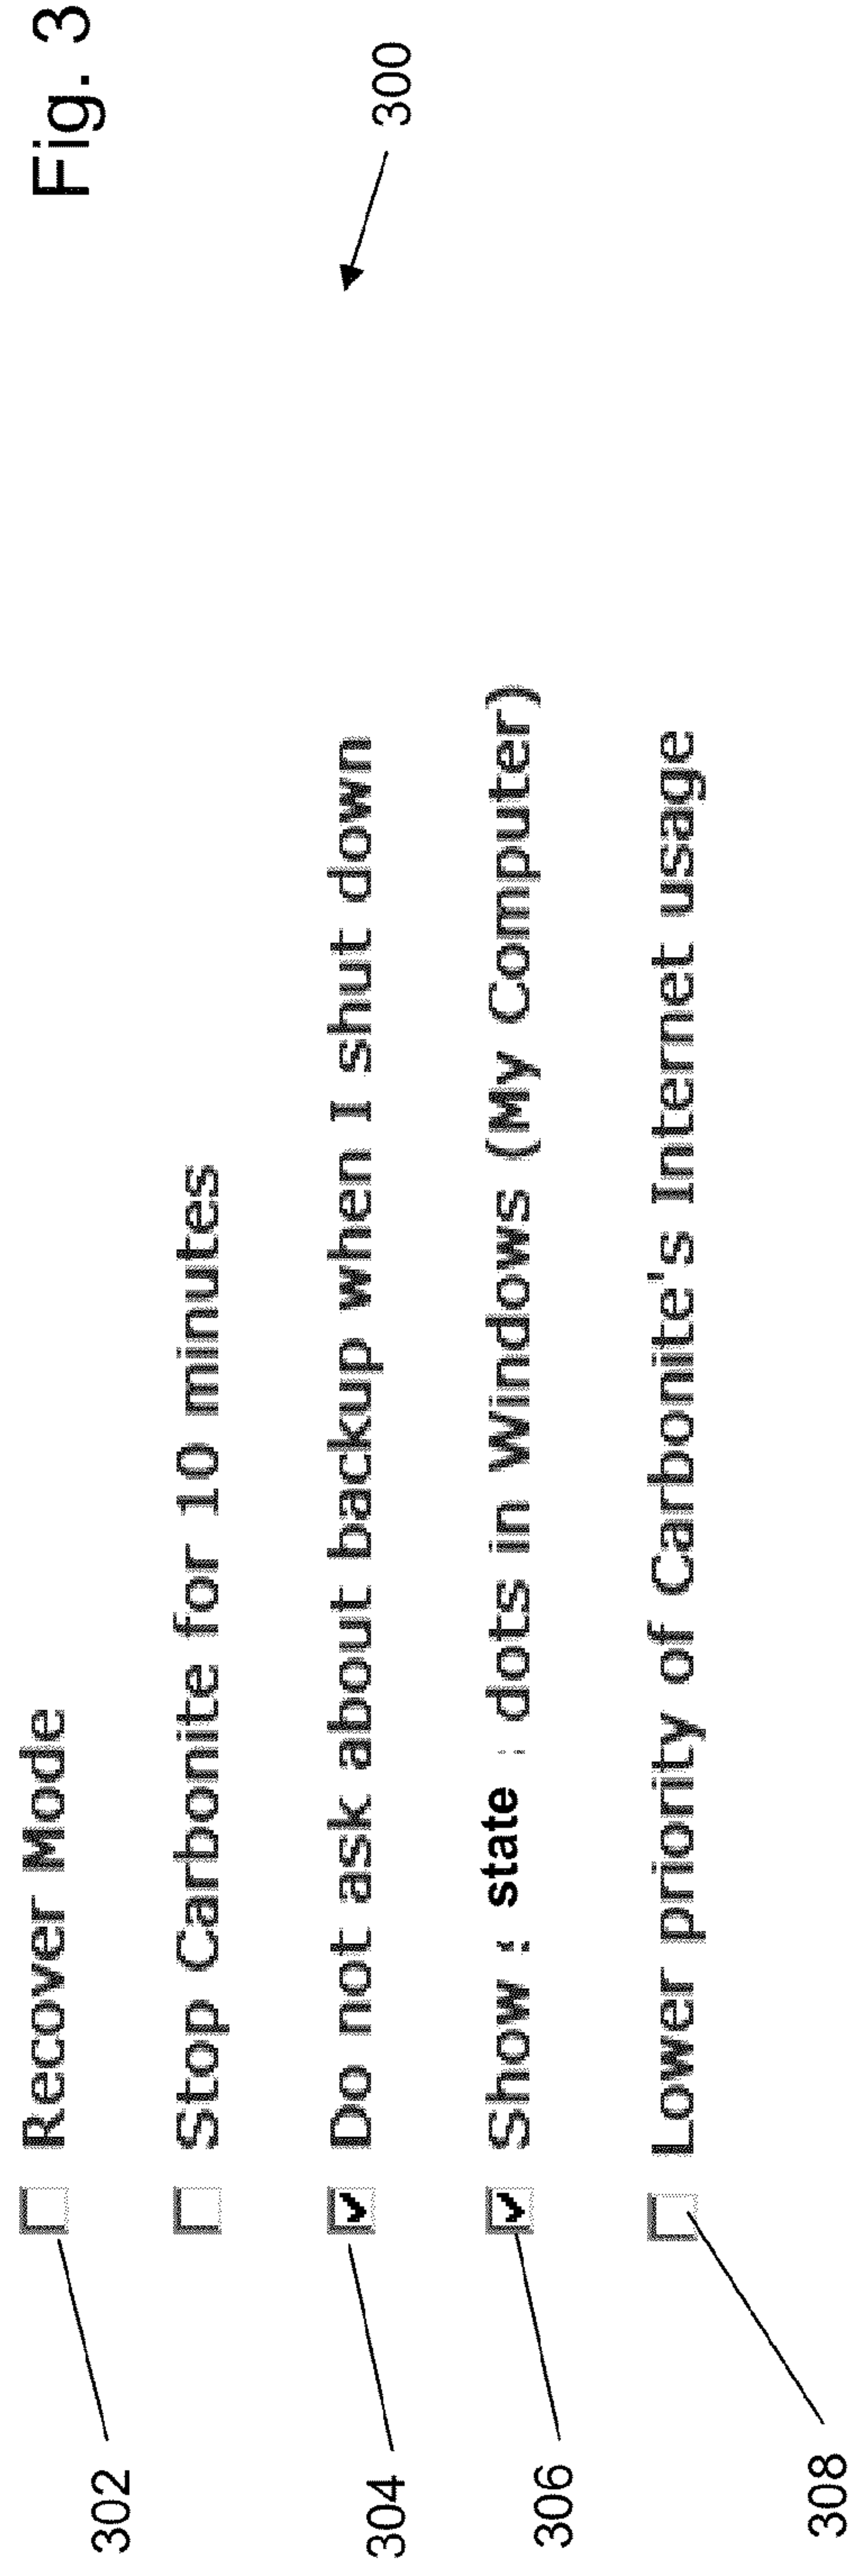 Fig. 3
300
302
Recover Mode
Stop Carbonite for 10 minutes
304
Do not ask about backup when I shut down
306
Show : state : dots in Windows (My Computer)
308
Lower priority of Carbonite's Internet usage